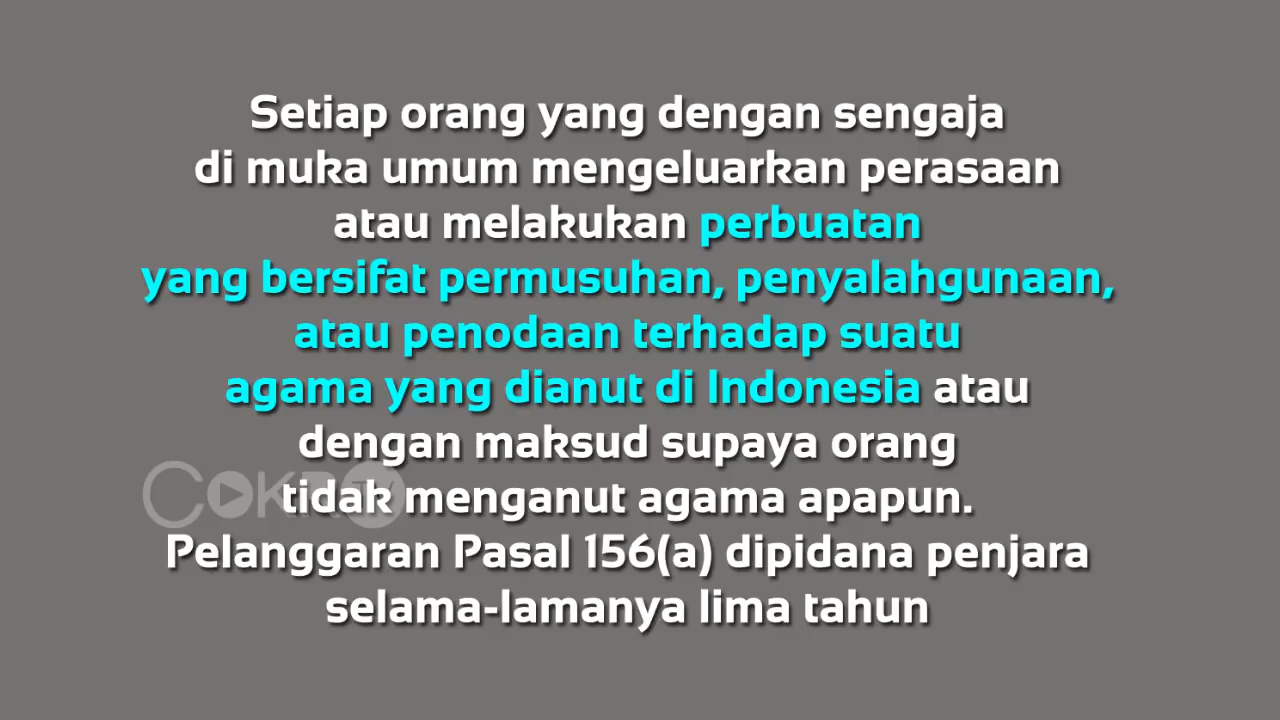 Setiap orang yang dengan sengaja
di muka umum mengeluarkan perasaan
atau melakukan perbuatan
yang bersifat permusuhan, penyalahgunaan,
atau penodaan terhadap suatu
agama yang dianut di Indonesia atau
dengan maksud supaya orang
tidak menganut agama apapun.
Pelanggaran Pasal 156(a) dipidana penjara
selama-lamanya lima tahun